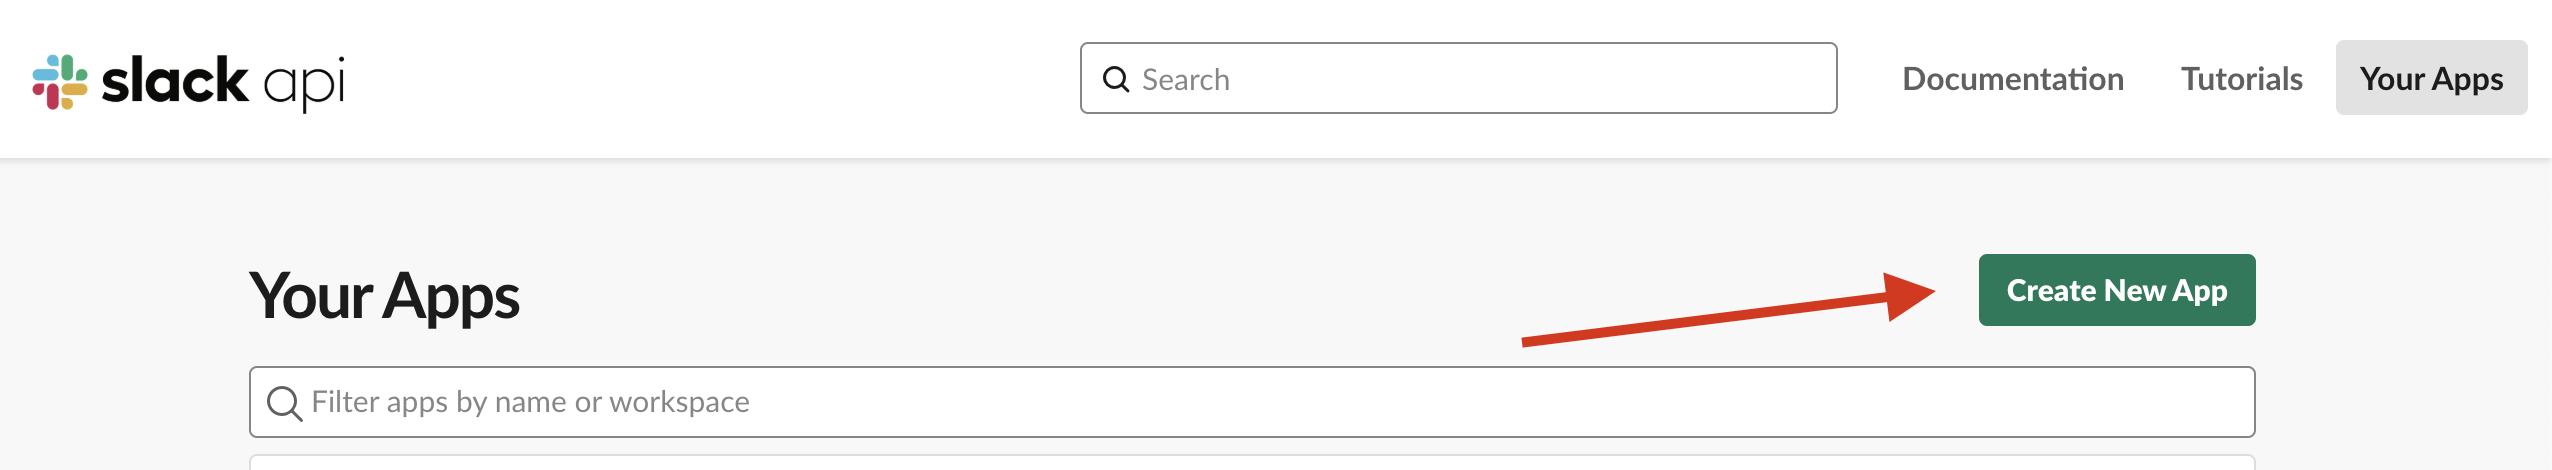 slack api
Search
Documentation
Tutorials
Your Apps
Your Apps
Create New App
Filter apps by name or workspace